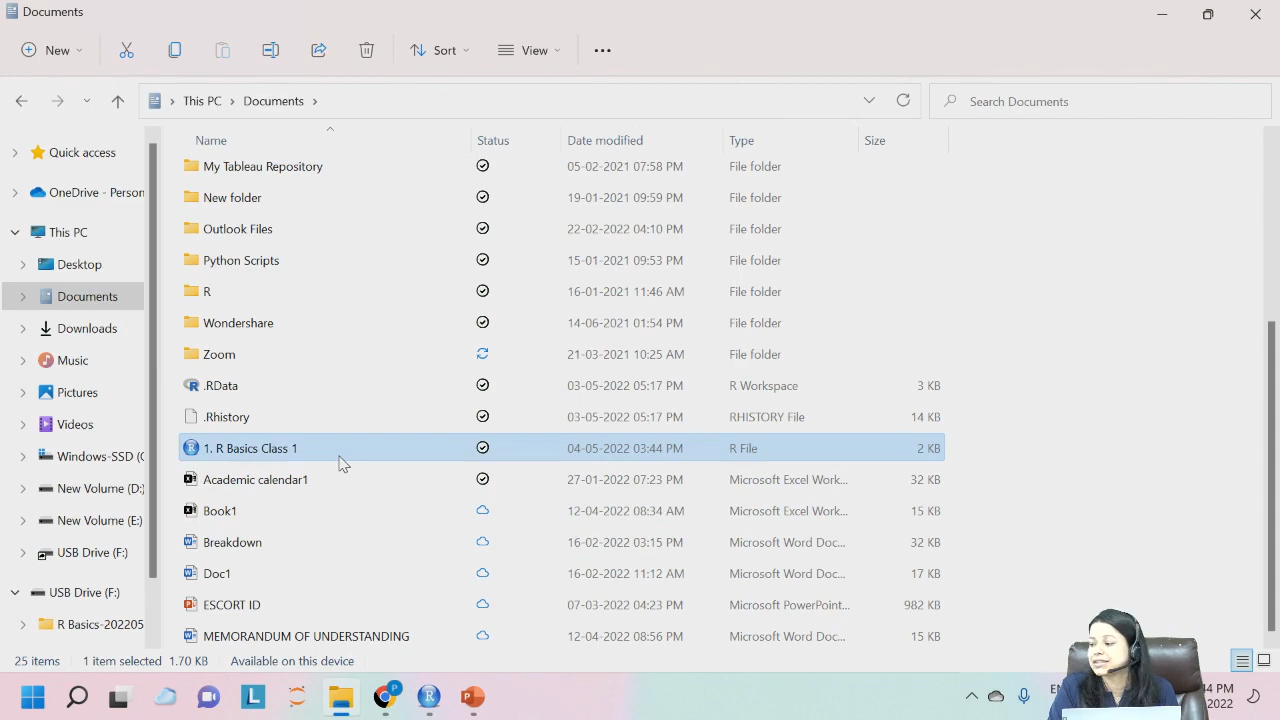 Documents
New
Sort
View
This PC
Documents
Search Documents
Name
Status
Date modified
Type
Size
Quick access
OneDrive - Person
This PC
Desktop
Documents
Downloads
Music
Pictures
Videos
Windows-SSD (C
New Volume (D:)
New Volume (E:)
USB Drive (F:)
USB Drive (F:)
R Basics-202205
My Tableau Repository 05-02-2021 07:58 PM File folder
New folder 19-01-2021 09:59 PM File folder
Outlook Files 22-02-2022 04:10 PM File folder
Python Scripts 15-01-2021 09:53 PM File folder
R 16-01-2021 11:46 AM File folder
Wondershare 14-06-2021 01:54 PM File folder
Zoom 21-03-2021 10:25 AM File folder
.RData 03-05-2022 05:17 PM R Workspace 3 KB
.Rhistory 03-05-2022 05:17 PM RHISTORY File 14 KB
1. R Basics Class 1 04-05-2022 03:44 PM R File 2 KB
Academic calendar1 27-01-2022 07:23 PM Microsoft Excel Work... 32 KB
Book1 12-04-2022 08:34 AM Microsoft Excel Work... 15 KB
Breakdown 16-02-2022 03:15 PM Microsoft Word Doc... 32 KB
Doc1 16-02-2022 11:12 AM Microsoft Word Doc... 17 KB
ESCORT ID 07-03-2022 04:23 PM Microsoft PowerPoint... 982 KB
MEMORANDUM OF UNDERSTANDING 12-04-2022 08:56 PM Microsoft Word Doc... 15 KB
25 items 1 item selected 1.70 KB Available on this device
:44 PM
2022